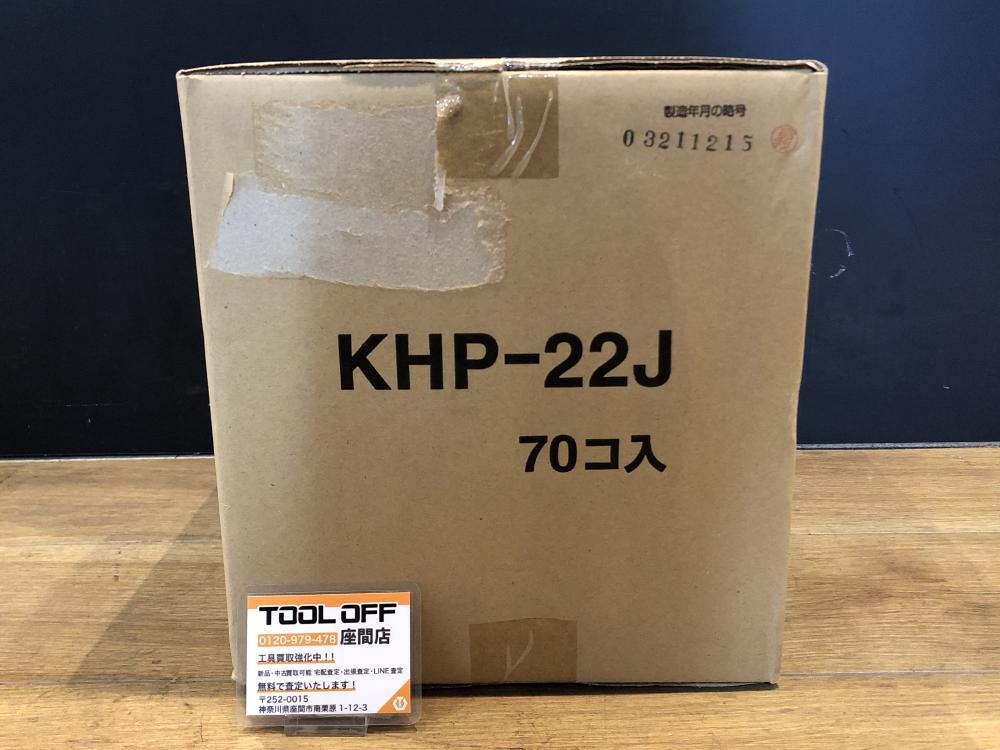 製造年月の略号
03211215
KHP-22J
70コ入
TOOL OFF
0120-979-478 座間店
工具買取強化中!!
新品・中古買取可能 宅配査定・出張査定・LINE査定
無料で査定いたします!
〒252-0015
神奈川県座間市南栗原 1-12-3